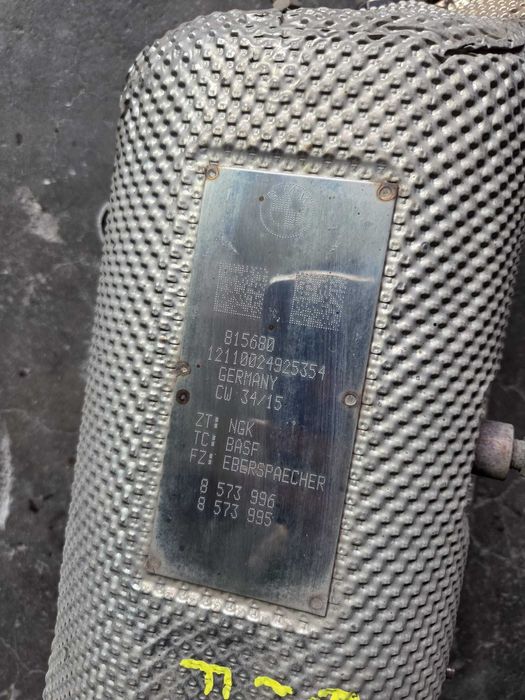 815680
12110024925354
GERMANY
CW 34/15
ZT: NGK
TC: BASF
FZ: EBERSPAECHER
8 573 996
8 573 995